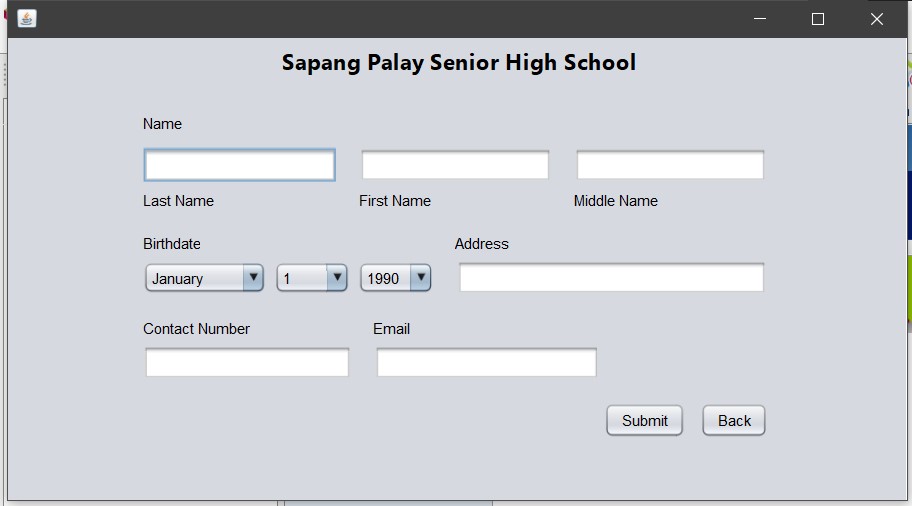 Sapang Palay Senior High School
Name
Last Name First Name Middle Name
Birthdate Address
January 1 1990
Contact Number Email
Submit Back